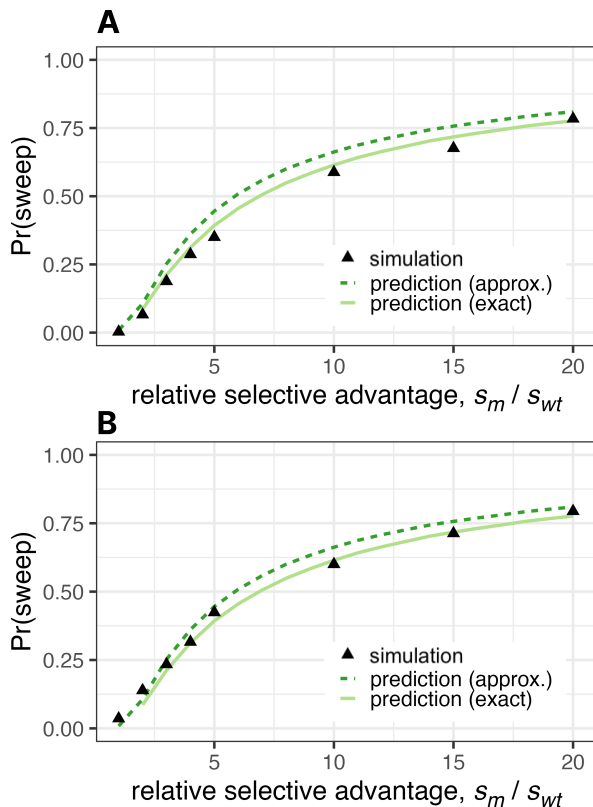 A
1.00
0.75
0.50
0.25
0.00
Pr(sweep)
simulation
prediction (approx.)
prediction (exact)
5 10 15 20
relative selective advantage, s_m / s_wt
B
1.00
0.75
0.50
0.25
0.00
Pr(sweep)
simulation
prediction (approx.)
prediction (exact)
5 10 15 20
relative selective advantage, s_m / s_wt